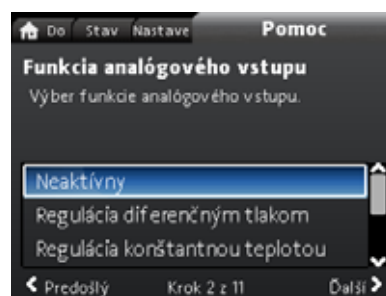 Do Stav Nastave Pomoc
Funkcia analógového vstupu
Výber funkcie analógového vstupu.
Neaktívny
Regulácia diferenčným tlakom
Regulácia konštantnou teplotou
Predošlý Krok 2 z 11 Ďalší